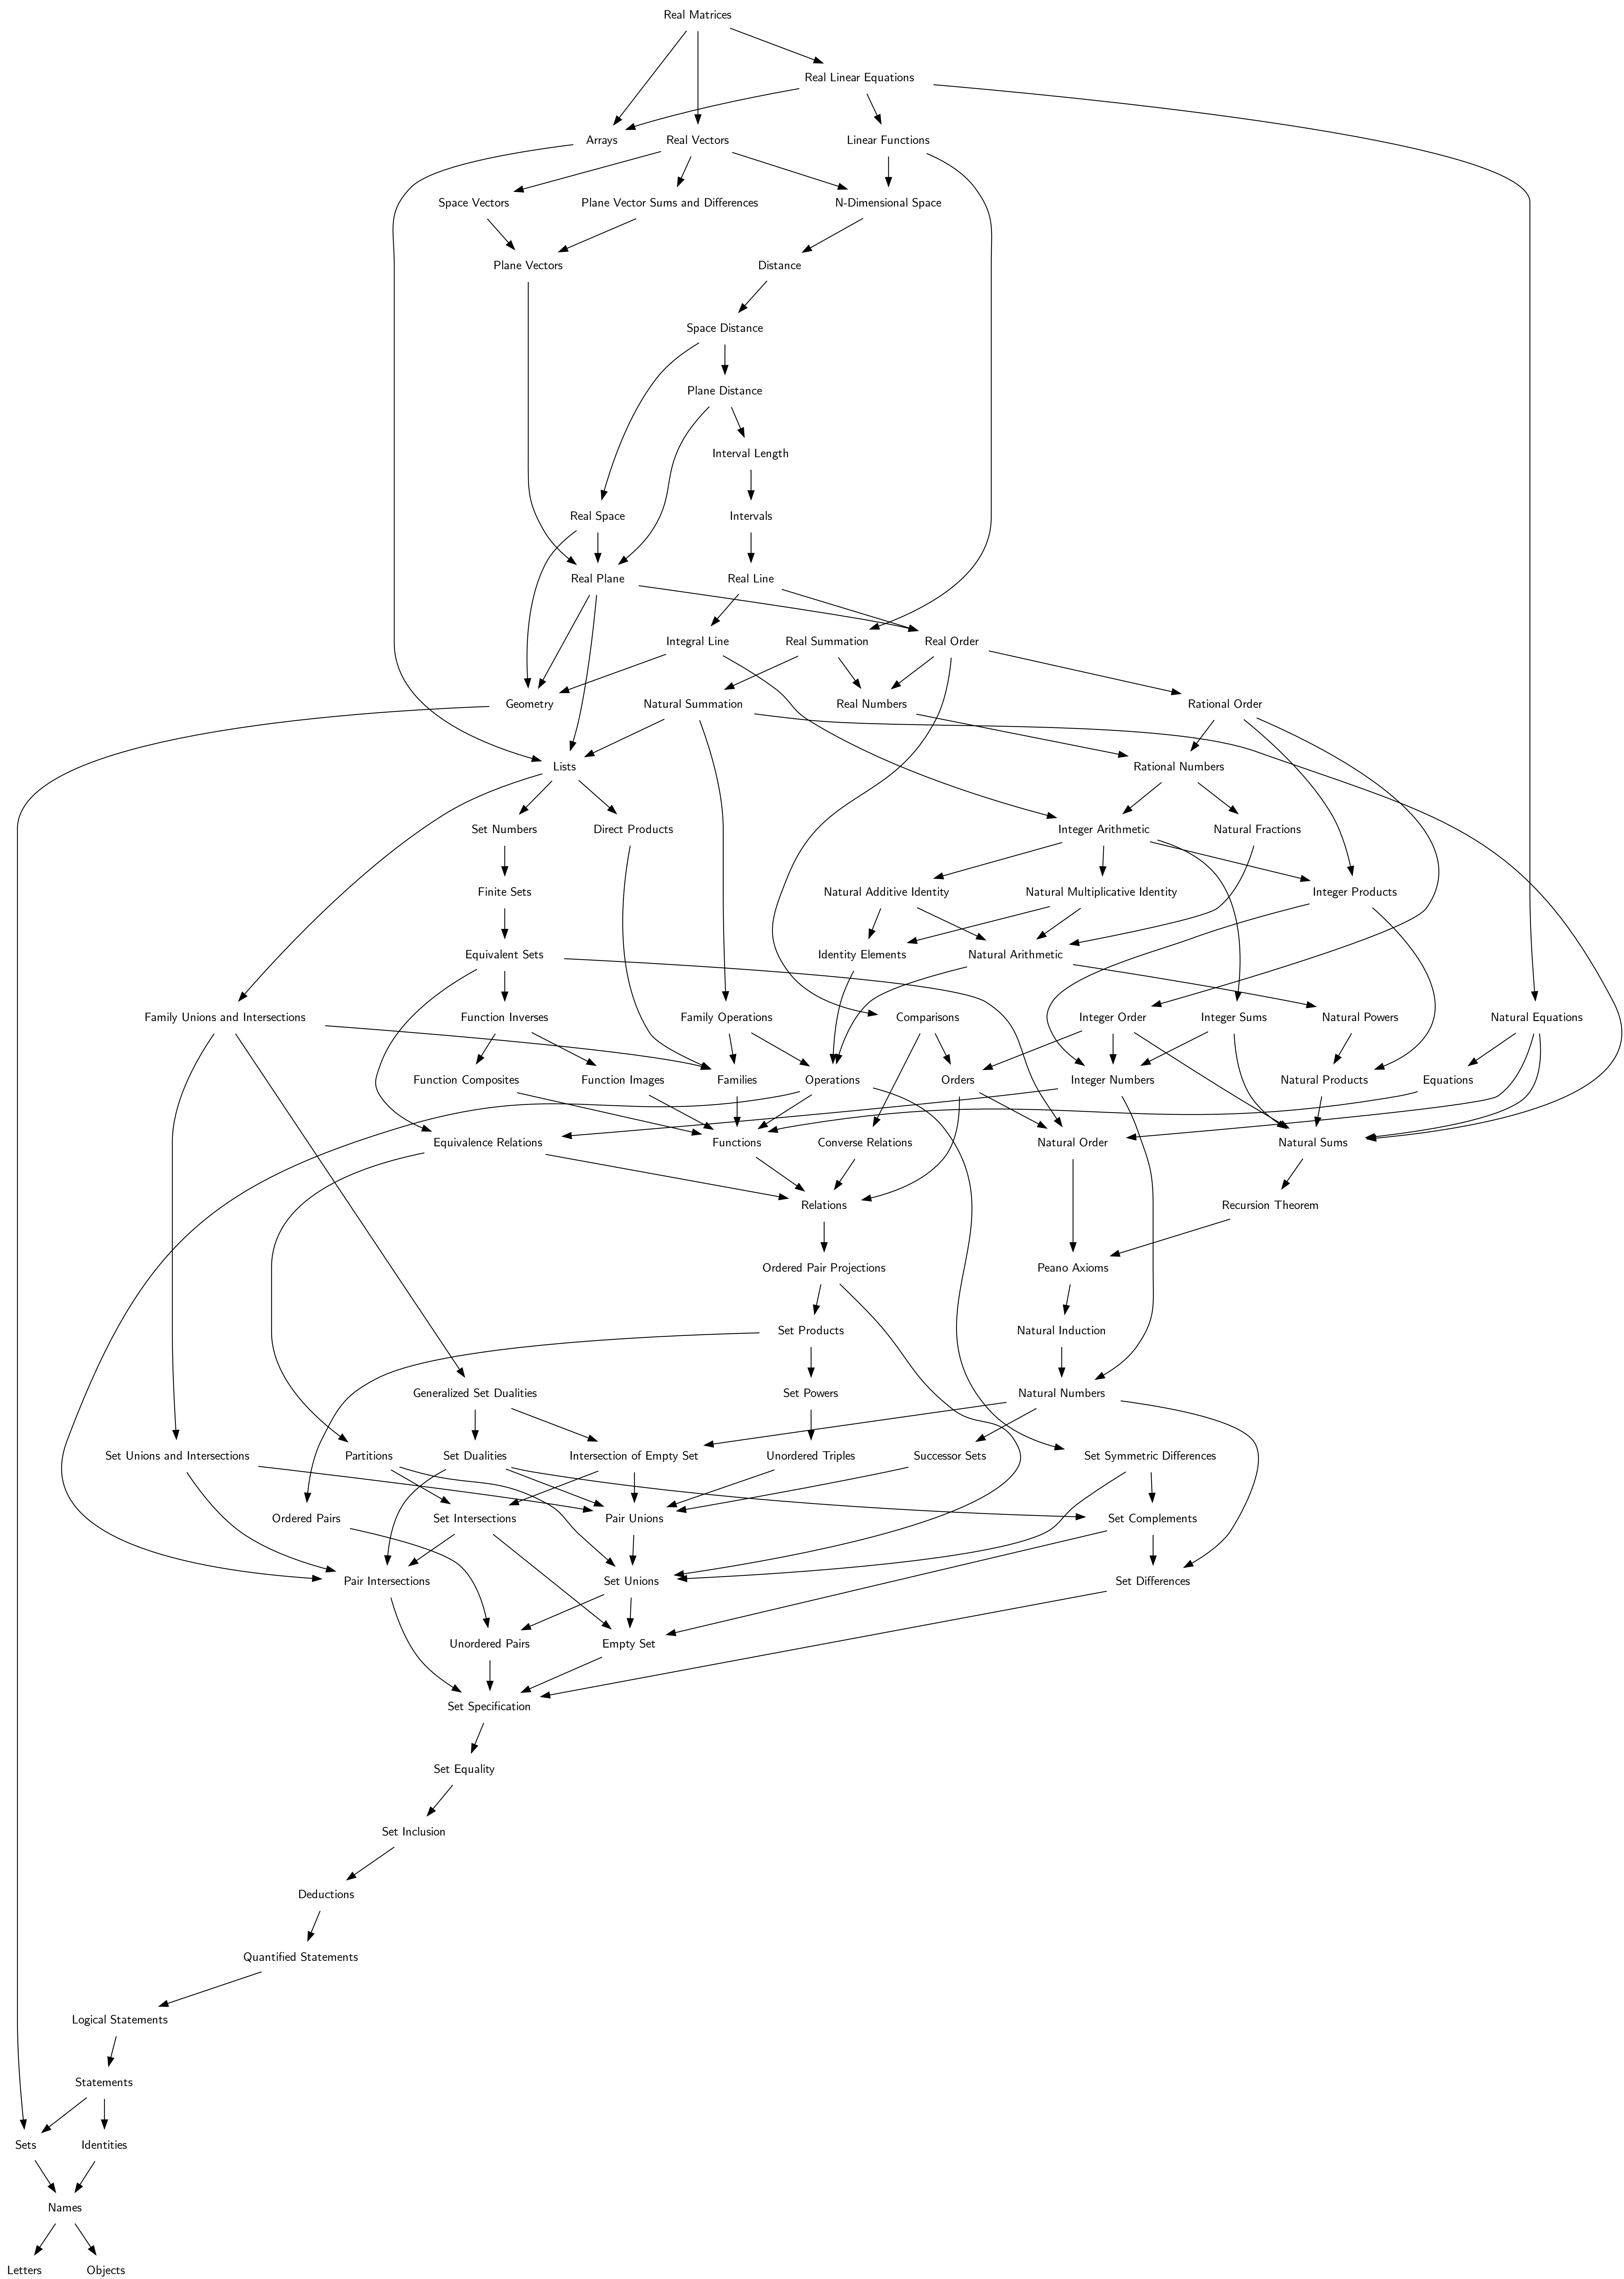 Real Matrices
Real Linear Equations
Arrays
Real Vectors
Linear Functions
Space Vectors
Plane Vector Sums and Differences
N-Dimensional Space
Plane Vectors
Distance
Space Distance
Plane Distance
Interval Length
Real Space
Intervals
Real Plane
Real Line
Integral Line
Real Summation
Real Order
Geometry
Natural Summation
Real Numbers
Rational Order
Lists
Rational Numbers
Set Numbers
Direct Products
Integer Arithmetic
Natural Fractions
Finite Sets
Natural Additive Identity
Natural Multiplicative Identity
Integer Products
Equivalent Sets
Identity Elements
Natural Arithmetic
Family Unions and Intersections
Function Inverses
Family Operations
Comparisons
Integer Order
Integer Sums
Natural Powers
Natural Equations
Function Composites
Function Images
Families
Operations
Orders
Integer Numbers
Natural Products
Equations
Equivalence Relations
Functions
Converse Relations
Natural Order
Natural Sums
Relations
Recursion Theorem
Ordered Pair Projections
Peano Axioms
Set Products
Natural Induction
Generalized Set Dualities
Set Powers
Natural Numbers
Set Unions and Intersections
Partitions
Set Dualities
Intersection of Empty Set
Unordered Triples
Successor Sets
Set Symmetric Differences
Ordered Pairs
Set Intersections
Pair Unions
Set Complements
Pair Intersections
Set Unions
Set Differences
Unordered Pairs
Empty Set
Set Specification
Set Equality
Set Inclusion
Deductions
Quantified Statements
Logical Statements
Statements
Sets
Identities
Names
Letters
Objects